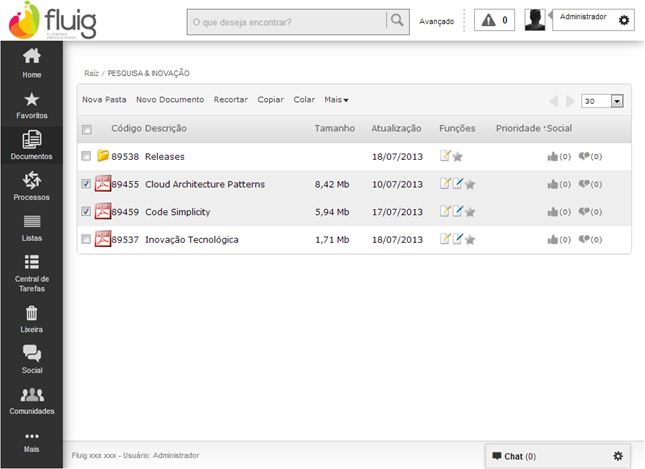 fluig
O que deseja encontrar?
Avançado
0
Administrador
Home
Favoritos
Documentos
Processos
Listas
Central de
Tarefas
Lixeira
Social
Comunidades
Mais
Raíz / PESQUISA & INOVAÇÃO
Nova Pasta Novo Documento Recortar Copiar Colar Mais
30
Código Descrição Tamanho Atualização Funções Prioridade Social
89538 Releases 18/07/2013 (0) (0)
89455 Cloud Architecture Patterns 8,42 Mb 10/07/2013 (0) (0)
89459 Code Simplicity 5,94 Mb 17/07/2013 (0) (0)
89537 Inovação Tecnológica 1,71 Mb 18/07/2013 (0) (0)
Fluig xxx xxx - Usuário: Administrador
Chat (0)